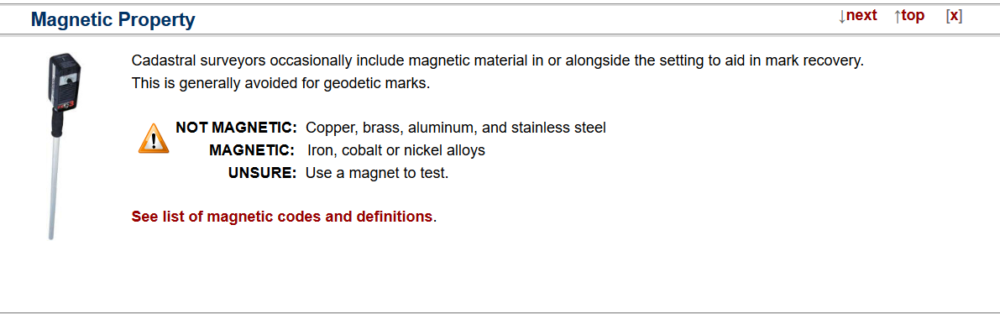 Magnetic Property
↓next ↑top [x]
Cadastral surveyors occasionally include magnetic material in or alongside the setting to aid in mark recovery.
This is generally avoided for geodetic marks.
NOT MAGNETIC: Copper, brass, aluminum, and stainless steel
MAGNETIC: Iron, cobalt or nickel alloys
UNSURE: Use a magnet to test.
See list of magnetic codes and definitions.